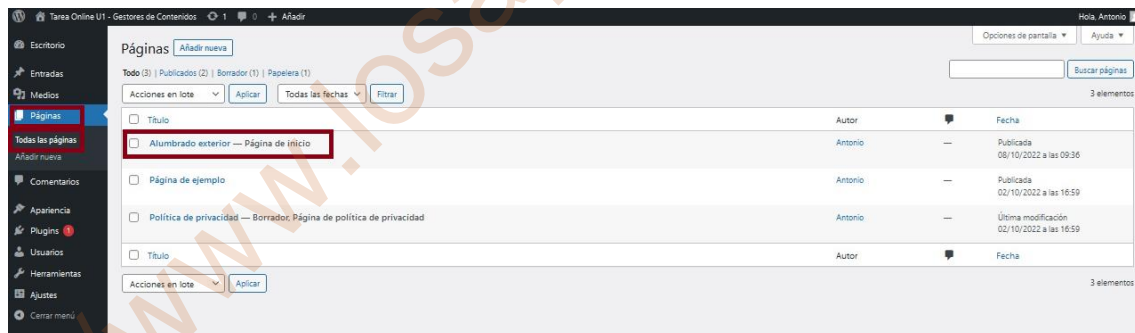 Tarea Online U1 - Gestores de Contenidos 1 0 + Añadir Hola, Antonio
Opciones de pantalla ▼ Ayuda ▼
Escritorio
Entradas
Medios
Páginas
Todas las páginas
Añadir nueva
Comentarios
Apariencia
Plugins 1
Usuarios
Herramientas
Ajustes
Cerrar menú
Páginas Añadir nueva
Todo (3) | Publicados (2) | Borrador (1) | Papelera (1)
Buscar páginas
Acciones en lote Aplicar Todas las fechas Filtrar 3 elementos
Título Autor Fecha
Alumbrado exterior — Página de inicio Antonio — Publicada
08/10/2022 a las 09:36
Página de ejemplo Antonio — Publicada
02/10/2022 a las 16:59
Política de privacidad — Borrador, Página de política de privacidad Antonio — Última modificación
02/10/2022 a las 16:59
Título Autor Fecha
Acciones en lote Aplicar 3 elementos
www.losa